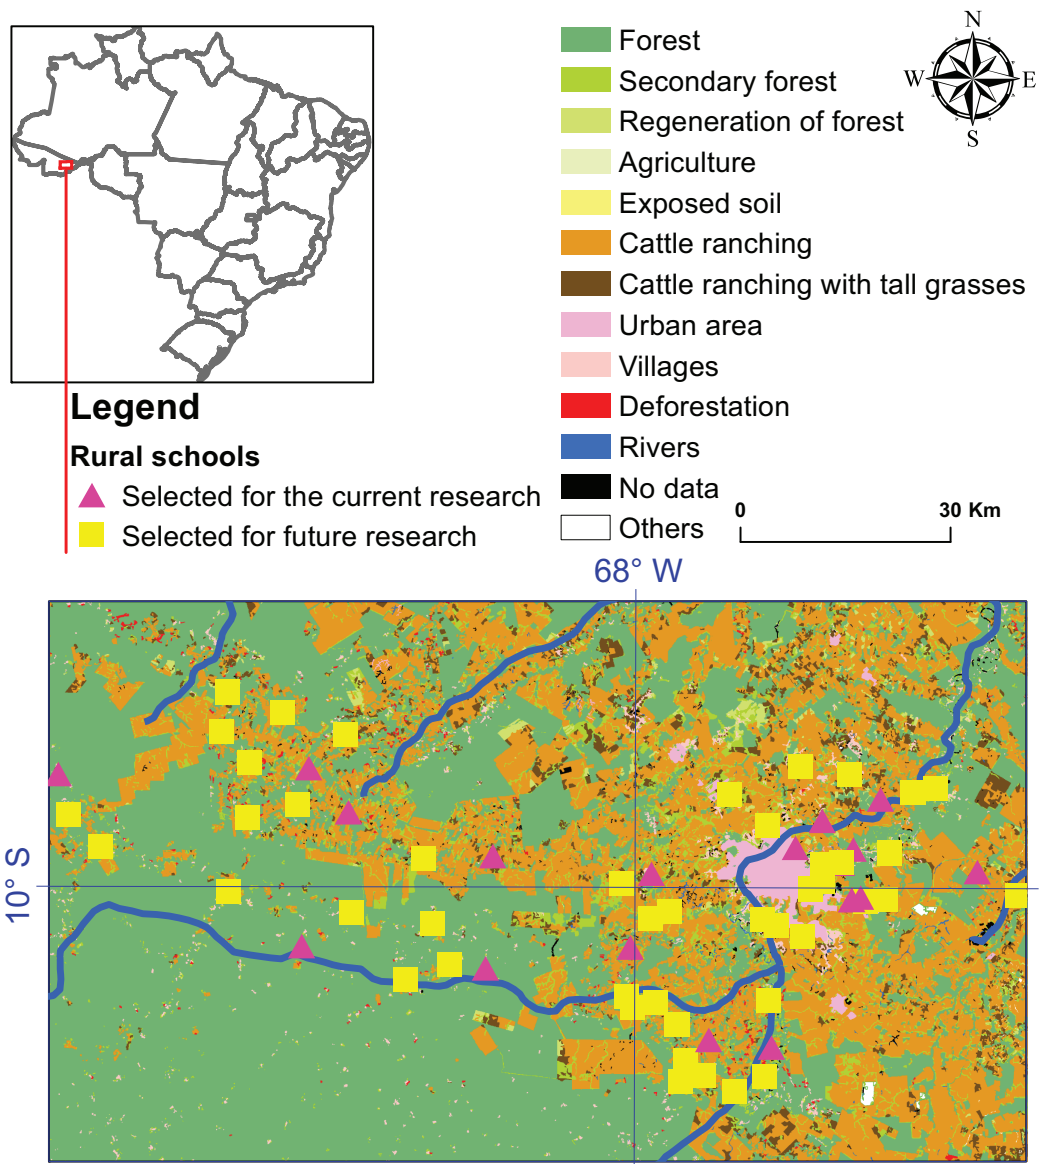 N
W
E
S
Forest
Secondary forest
Regeneration of forest
Agriculture
Exposed soil
Cattle ranching
Cattle ranching with tall grasses
Urban area
Villages
Deforestation
Rivers
No data
Others
Legend
Rural schools
Selected for the current research
Selected for future research
0 30 Km
68° W
10° S